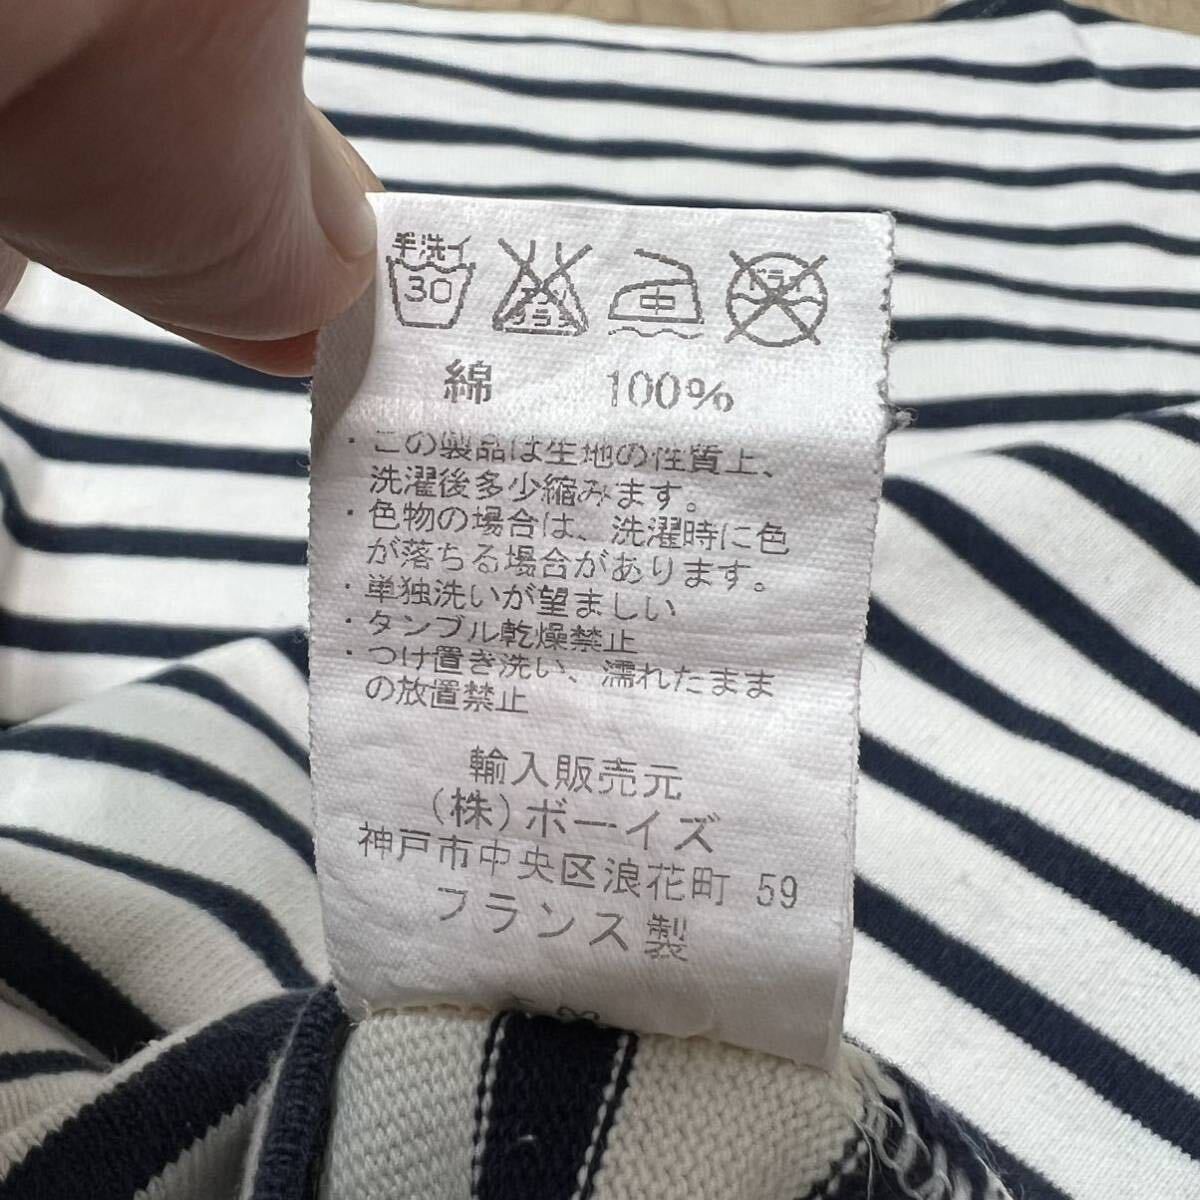 手洗イ
30
中
ドライ
綿 100%
・この製品は生地の性質上、
洗濯後多少縮みます。
・色物の場合は、洗濯時に色
が落ちる場合があります。
・単独洗いが望ましい
・タンブル乾燥禁止
・つけ置き洗い、濡れたまま
の放置禁止
輸入販売元
(株)ボーイズ
神戸市中央区浪花町 59
フランス製